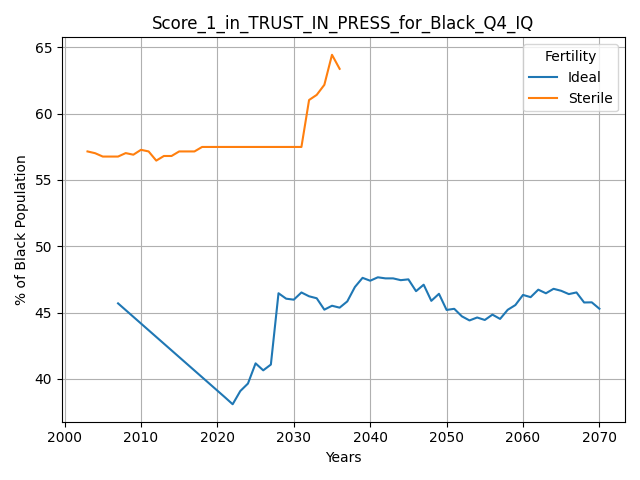 Score_1_in_TRUST_IN_PRESS_for_Black_Q4_IQ
Fertility
Ideal
Sterile
% of Black Population
65
60
55
50
45
40
2000 2010 2020 2030 2040 2050 2060 2070
Years